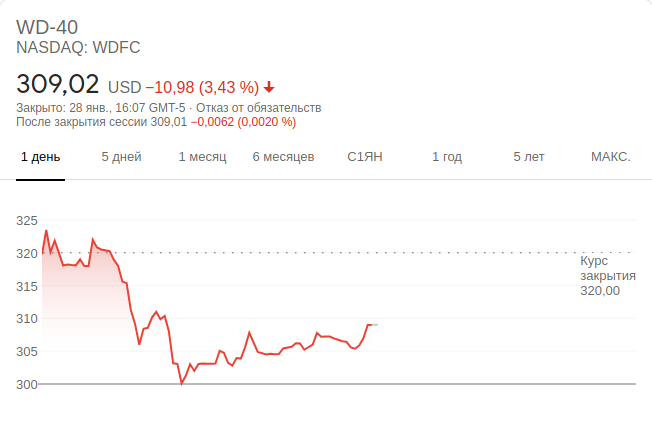 WD-40
NASDAQ: WDFC
309,02 USD −10,98 (3,43 %)
Закрыто: 28 янв., 16:07 GMT-5 · Отказ от обязательств
После закрытия сессии 309,01 −0,0062 (0,0020 %)
1 день 5 дней 1 месяц 6 месяцев С1ЯН 1 год 5 лет МАКС.
325
320
Курс
закрытия
320,00
315
310
305
300